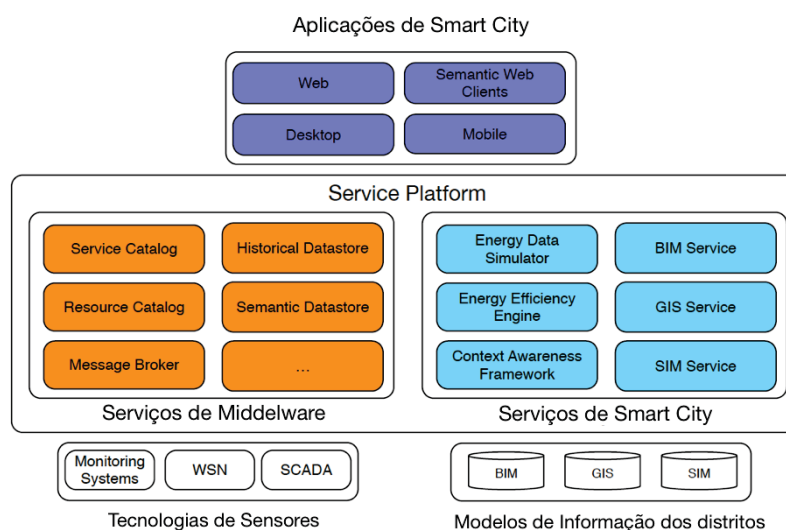 Aplicações de Smart City
Web
Semantic Web
Clients
Desktop
Mobile
Service Platform
Service Catalog
Historical Datastore
Resource Catalog
Semantic Datastore
Message Broker
...
Serviços de Middelware
Energy Data
Simulator
BIM Service
Energy Efficiency
Engine
GIS Service
Context Awareness
Framework
SIM Service
Serviços de Smart City
Monitoring
Systems
WSN
SCADA
Tecnologias de Sensores
BIM
GIS
SIM
Modelos de Informação dos distritos